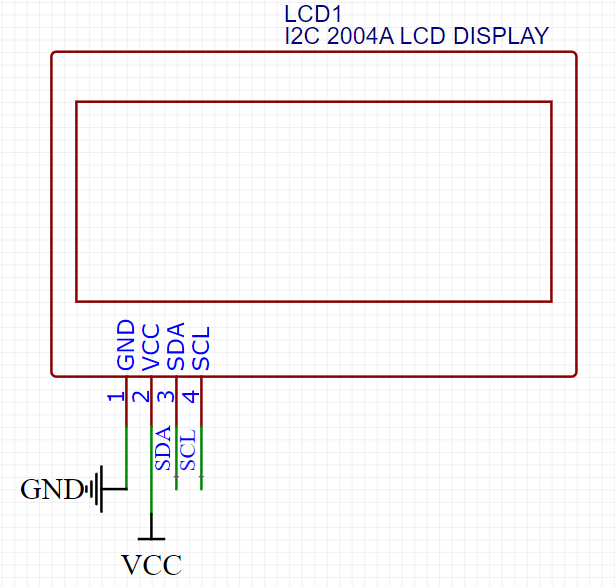 LCD1
I2C 2004A LCD DISPLAY
GND
VCC
SDA
SCL
1
2
3
4
SDA
SCL
GND
VCC